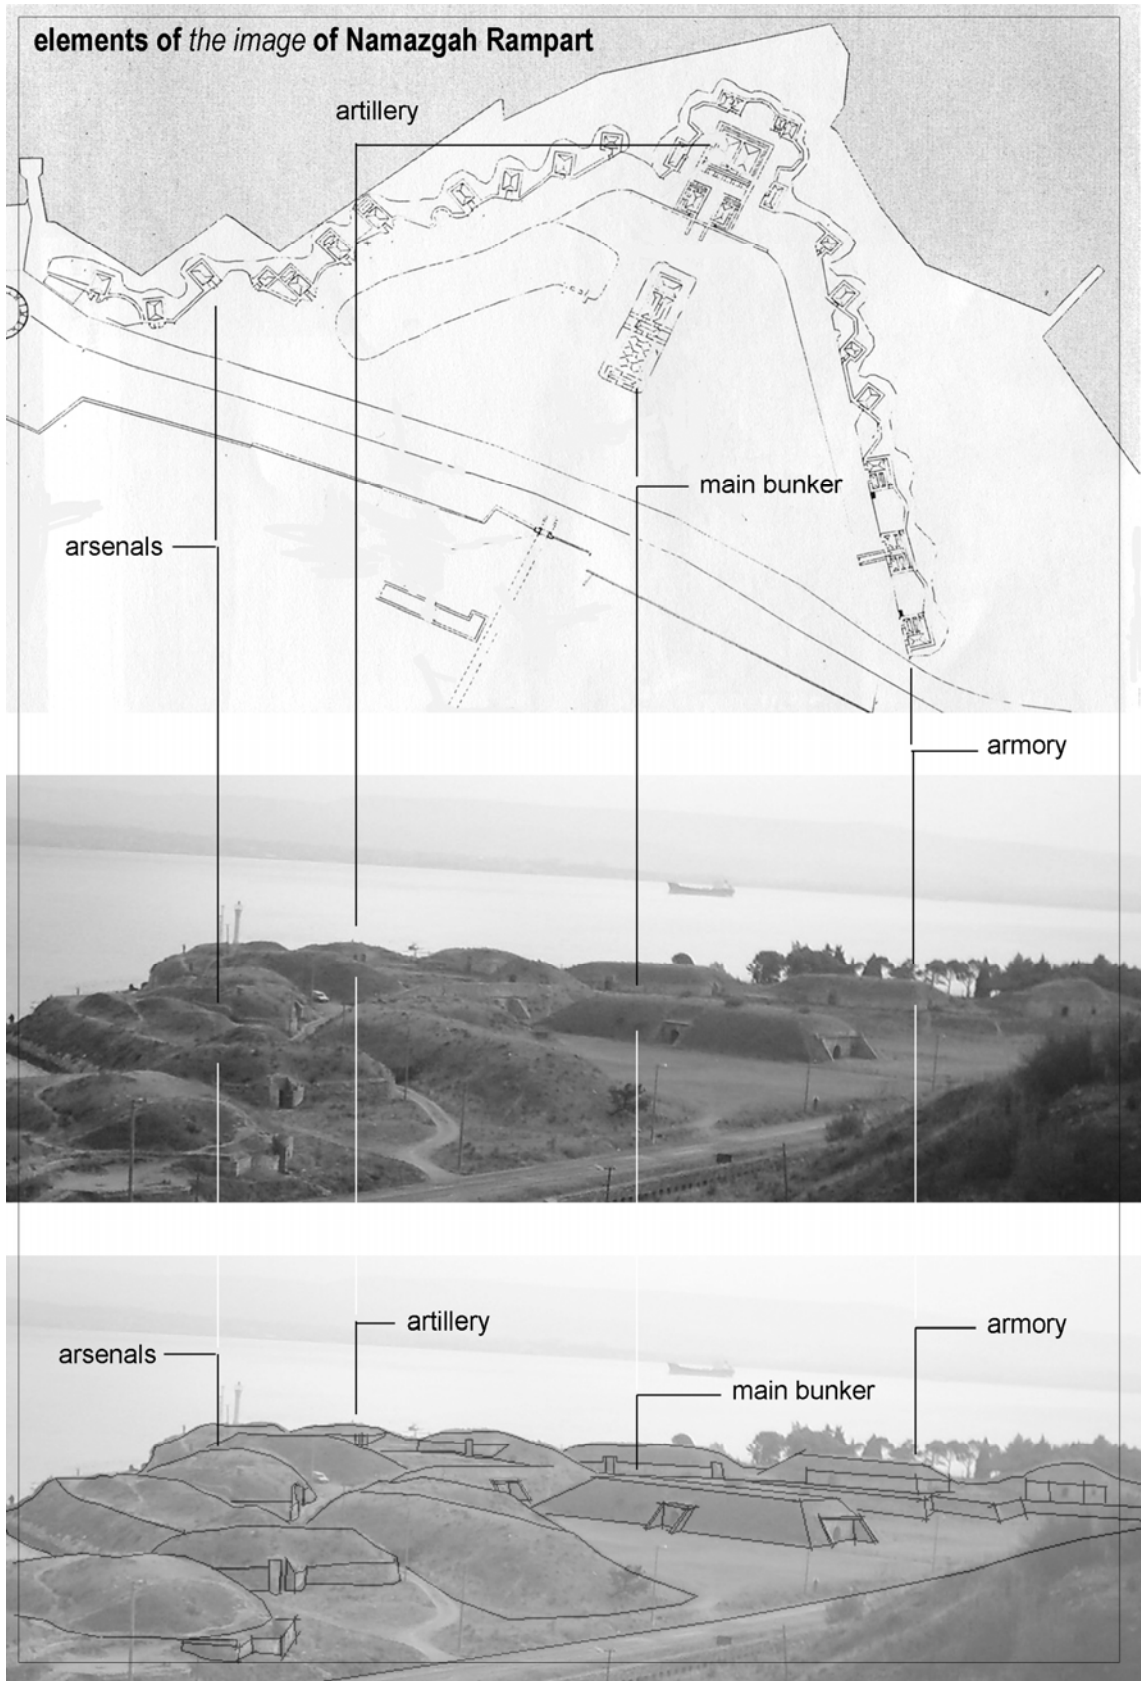 elements of the image of Namazgah Rampart
artillery
main bunker
arsenals
armory
artillery
armory
arsenals
main bunker